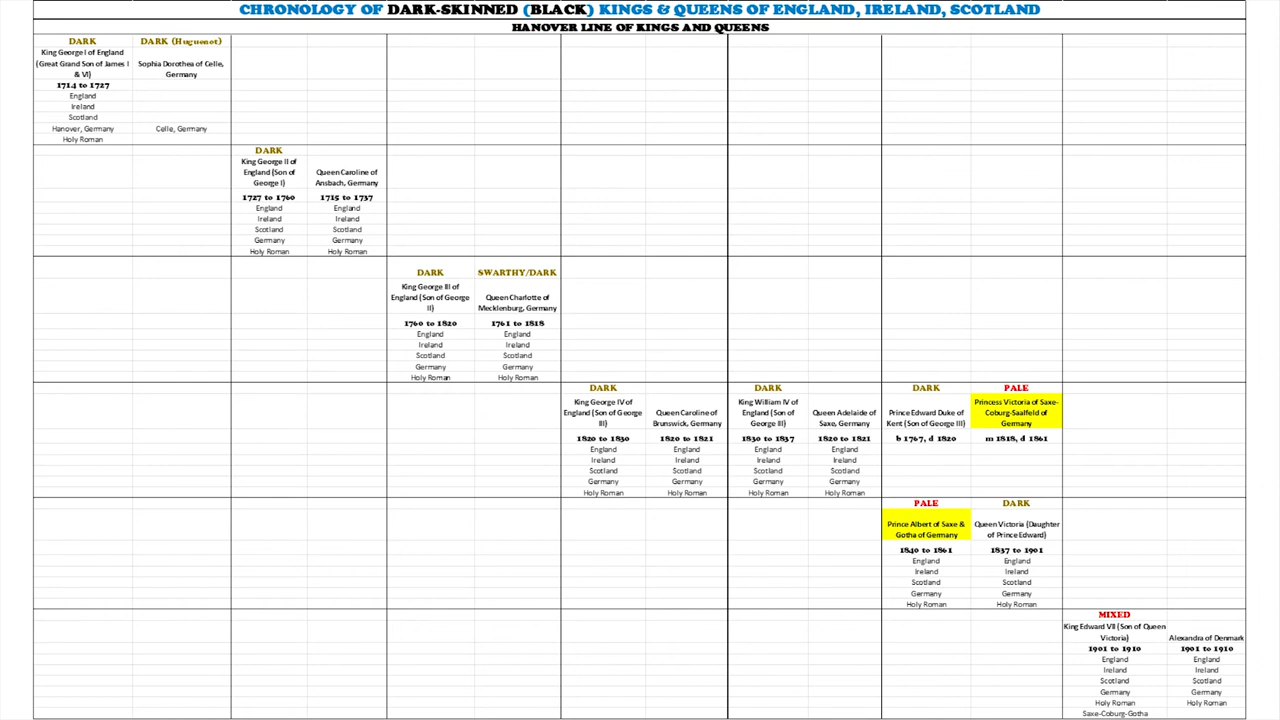 CHRONOLOGY OF DARK-SKINNED (BLACK) KINGS & QUEENS OF ENGLAND, IRELAND, SCOTLAND
HANOVER LINE OF KINGS AND QUEENS
DARK
King George I of England
(Great Grand Son of James I
& VI)
1714 to 1727
England
Ireland
Scotland
Hanover, Germany
Holy Roman
DARK (Huguenot)
Sophia Dorothea of Celle,
Germany
Celle, Germany
DARK
King George II of
England (Son of
George I)
1727 to 1760
England
Ireland
Scotland
Germany
Holy Roman
Queen Caroline of
Ansbach, Germany
1715 to 1737
England
Ireland
Scotland
Germany
Holy Roman
DARK
King George III of
England (Son of George
II)
1760 to 1820
England
Ireland
Scotland
Germany
Holy Roman
SWARTHY/DARK
Queen Charlotte of
Mecklenburg, Germany
1761 to 1818
England
Ireland
Scotland
Germany
Holy Roman
DARK
King George IV of
England (Son of George
III)
1820 to 1830
England
Ireland
Scotland
Germany
Holy Roman
Queen Caroline of
Brunswick, Germany
1820 to 1821
England
Ireland
Scotland
Germany
Holy Roman
DARK
King William IV of
England (Son of
George III)
1830 to 1837
England
Ireland
Scotland
Germany
Holy Roman
Queen Adelaide of
Saxe, Germany
1820 to 1821
England
Ireland
Scotland
Germany
Holy Roman
DARK
Prince Edward Duke of
Kent (Son of George III)
b 1767, d 1820
PALE
Princess Victoria of Saxe-
Coburg-Saalfeld of
Germany
m 1818, d 1861
PALE
Prince Albert of Saxe &
Gotha of Germany
1840 to 1861
England
Ireland
Scotland
Germany
Holy Roman
DARK
Queen Victoria (Daughter
of Prince Edward)
1837 to 1901
England
Ireland
Scotland
Germany
Holy Roman
MIXED
King Edward VII (Son of Queen
Victoria)
1901 to 1910
England
Ireland
Scotland
Germany
Holy Roman
Saxe-Coburg-Gotha
Alexandra of Denmark
1901 to 1910
England
Ireland
Scotland
Germany
Holy Roman